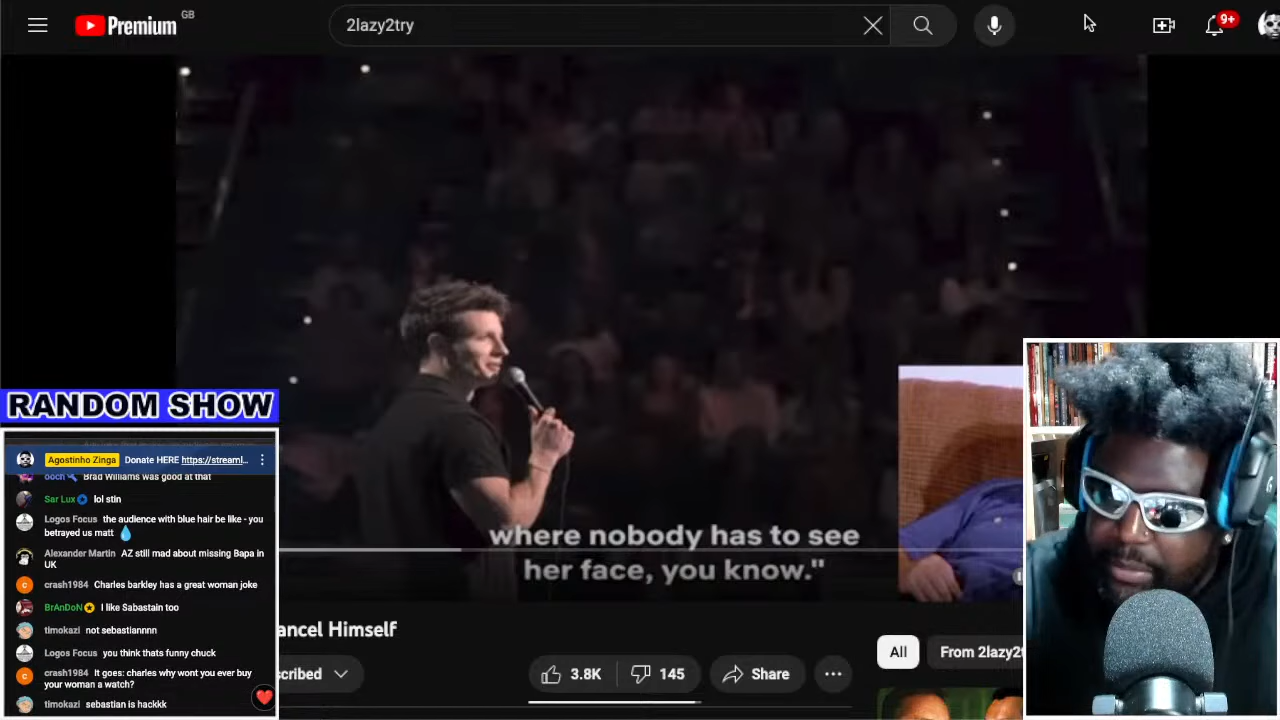 Premium GB
2lazy2try
9+
where nobody has to see
her face, you know."
RANDOM SHOW
Agostinho Zinga Donate HERE https://streaml...
ooch Brad Williams was good at that
Sar Lux lol stin
Logos Focus the audience with blue hair be like - you
betrayed us matt
Alexander Martin AZ still mad about missing Bapa in
UK
crash1984 Charles barkley has a great woman joke
BrAnDoN I like Sabastain too
timokazi not sebastiannnn
Logos Focus you think thats funny chuck
crash1984 It goes: charles why wont you ever buy
your woman a watch?
timokazi sebastian is hackkk
ancel Himself
cribed
3.8K
145
Share
All
From 2lazy2t